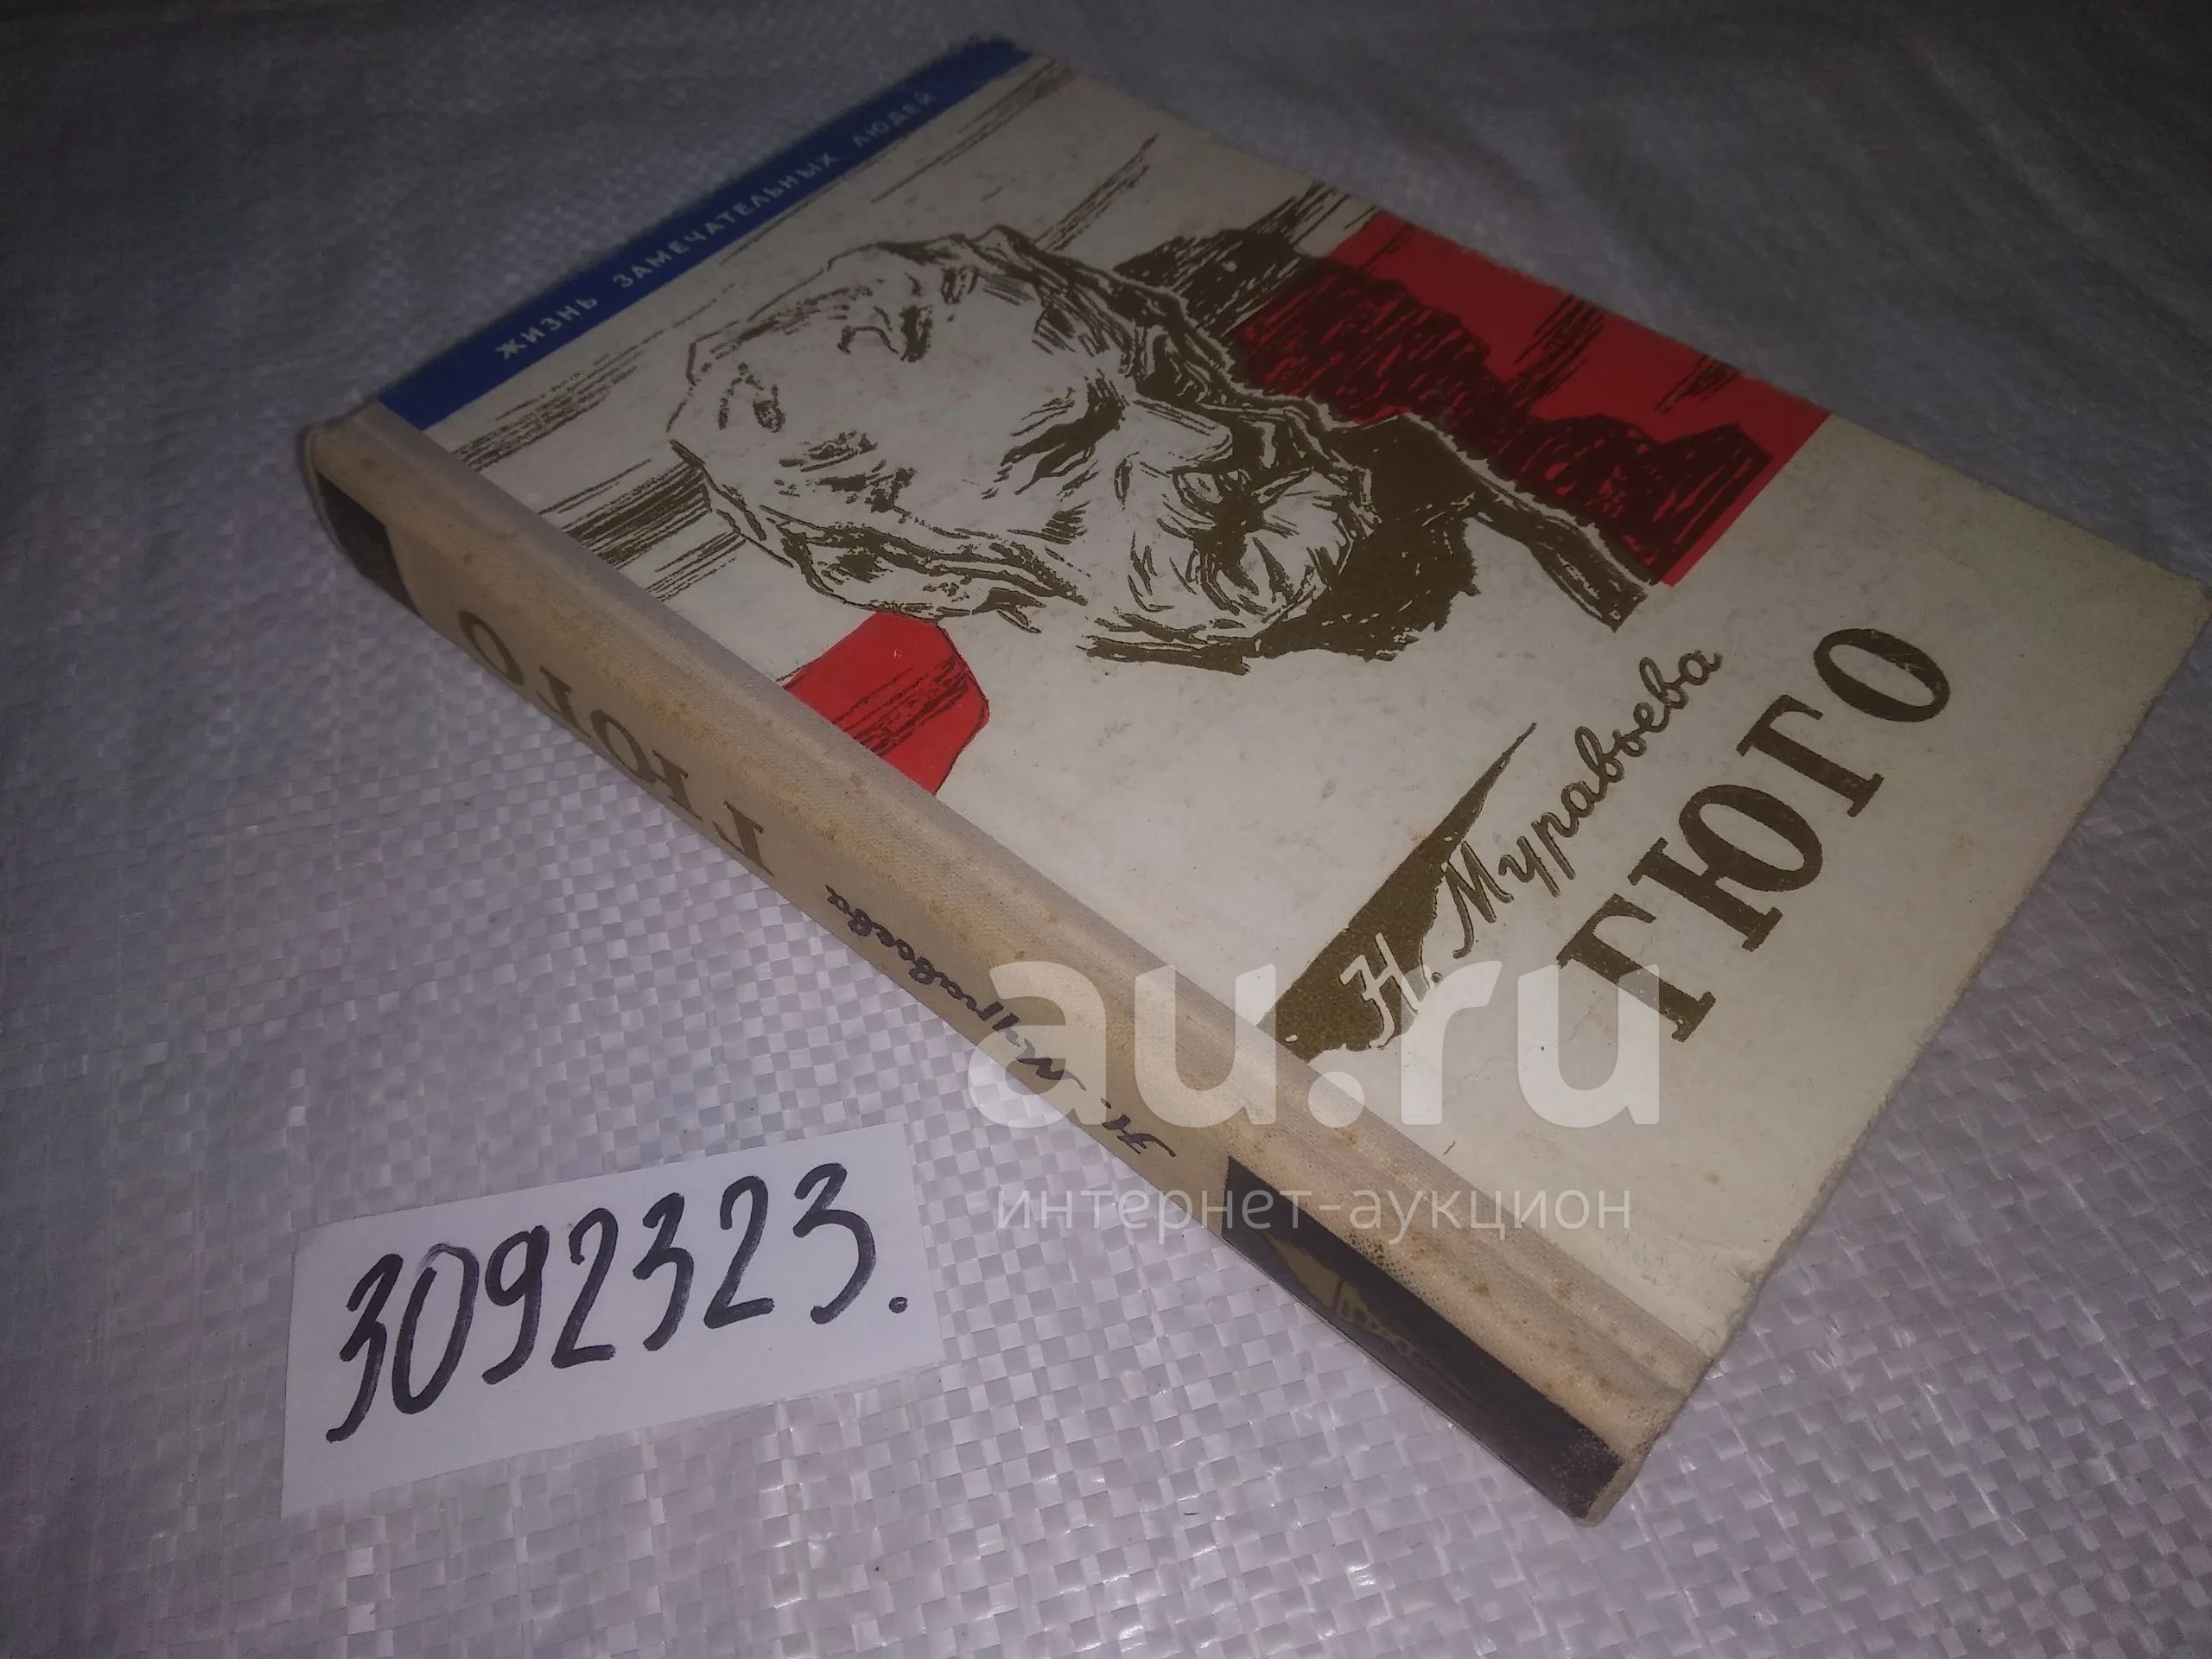 ЖИЗНЬ ЗАМЕЧАТЕЛЬНЫХ ЛЮДЕЙ
Н. Муравьева
ГЮГО
Н. Муравьева ГЮГО
au.ru
интернет-аукцион
3092323.